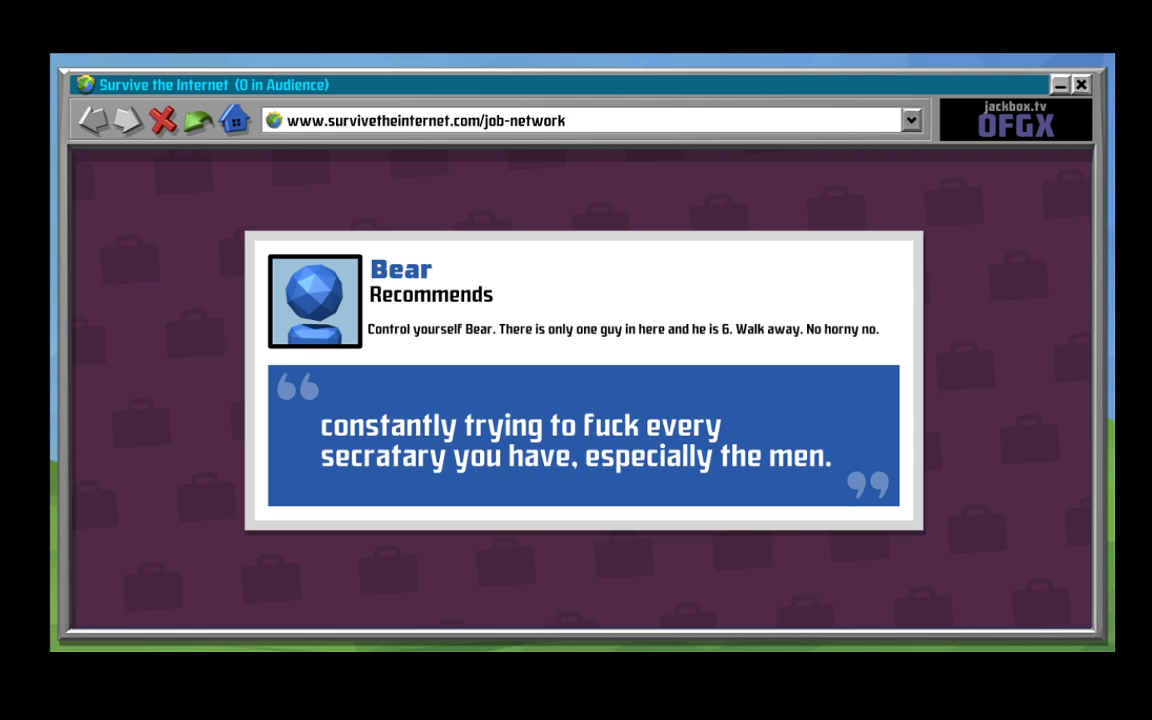 Survive the Internet (0 in Audience)
www.survivetheinternet.com/job-network
jackbox.tv
OFGX
Bear
Recommends
Control yourself Bear. There is only one guy in here and he is 6. Walk away. No horny no.
“
constantly trying to fuck every
secratary you have, especially the men.
”